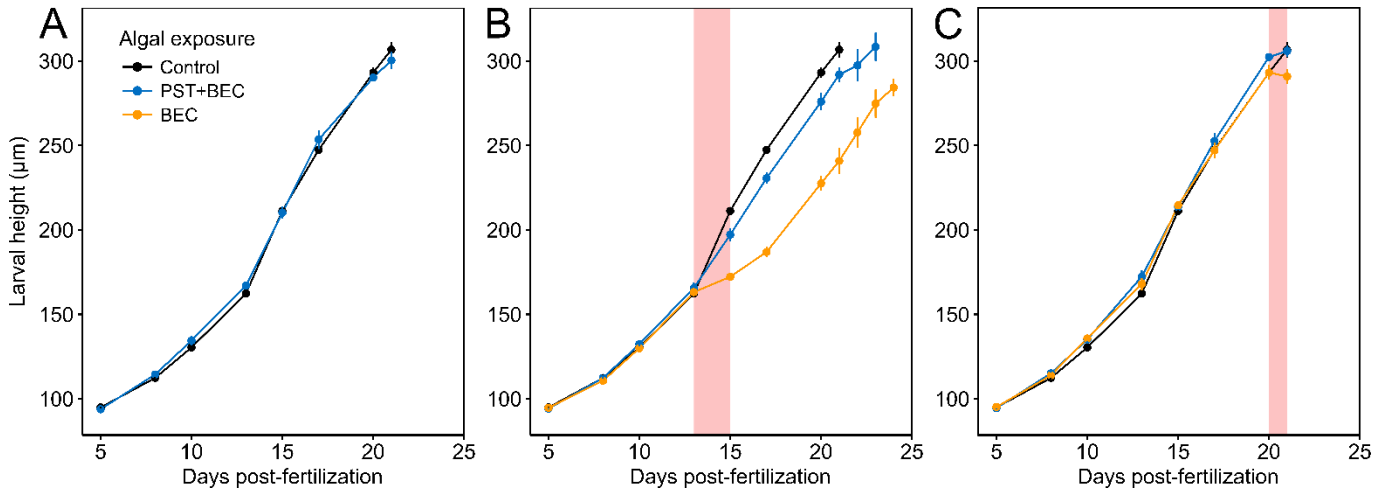 A
B
C
Algal exposure
Control
PST+BEC
BEC
Larval height (µm)
300
250
200
150
100
300
250
200
150
100
300
250
200
150
100
5 10 15 20 25
5 10 15 20 25
5 10 15 20 25
Days post-fertilization
Days post-fertilization
Days post-fertilization